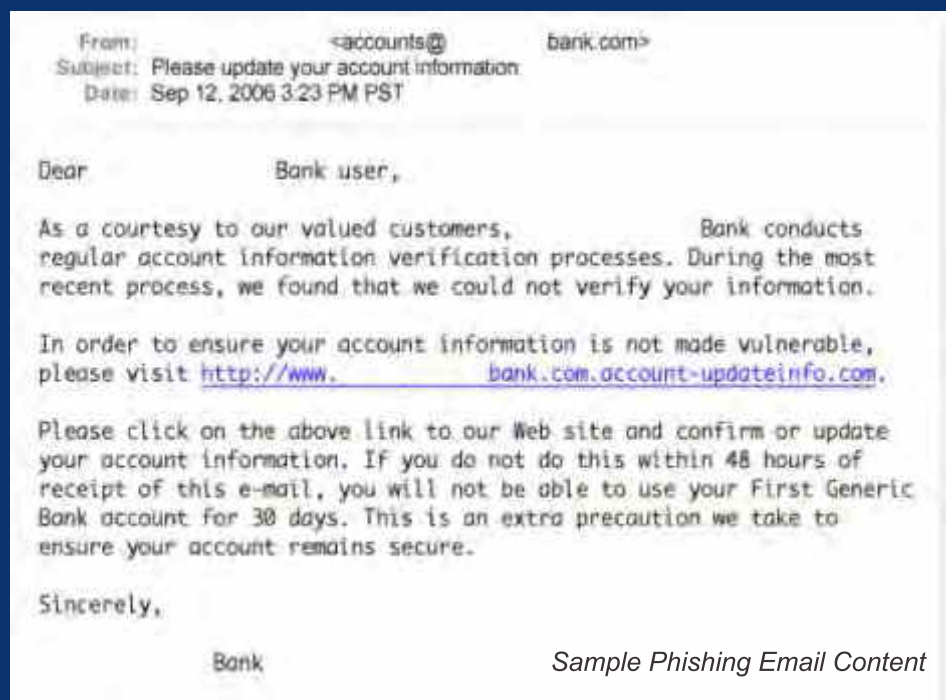 From: <accounts@ bank.com>
Subject: Please update your account information
Date: Sep 12, 2006 3:23 PM PST
Dear Bank user,
As a courtesy to our valued customers, Bank conducts
regular account information verification processes. During the most
recent process, we found that we could not verify your information.
In order to ensure your account information is not made vulnerable,
please visit http://www. bank.com.account-updateinfo.com.
Please click on the above link to our Web site and confirm or update
your account information. If you do not do this within 48 hours of
receipt of this e-mail, you will not be able to use your First Generic
Bank account for 30 days. This is an extra precaution we take to
ensure your account remains secure.
Sincerely,
Bank
Sample Phishing Email Content